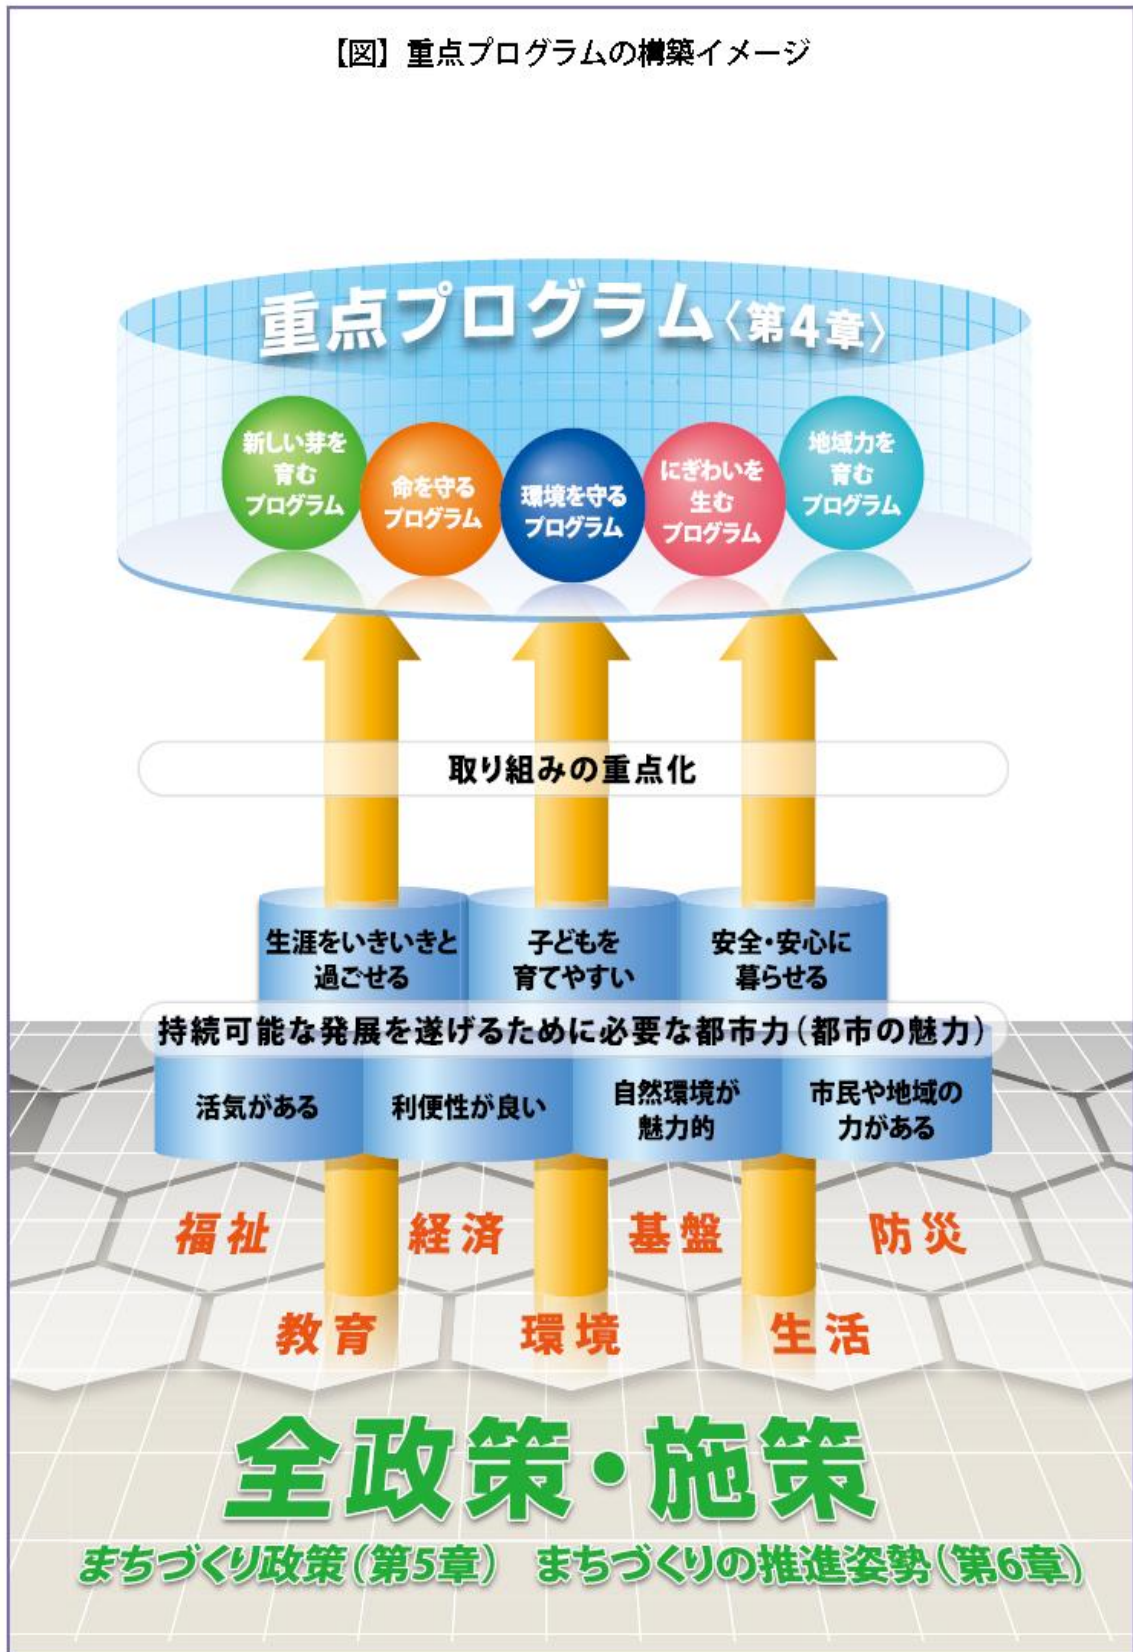 【図】重点プログラムの構築イメージ
重点プログラム〈第4章〉
新しい芽を
育む
プログラム
命を守る
プログラム
環境を守る
プログラム
にぎわいを
生む
プログラム
地域力を
育む
プログラム
取り組みの重点化
生涯をいきいきと
過ごせる
子どもを
育てやすい
安全・安心に
暮らせる
持続可能な発展を遂げるために必要な都市力(都市の魅力)
活気がある
利便性が良い
自然環境が
魅力的
市民や地域の
力がある
福祉 経済 基盤 防災
教育 環境 生活
全政策・施策
まちづくり政策(第5章) まちづくりの推進姿勢(第6章)